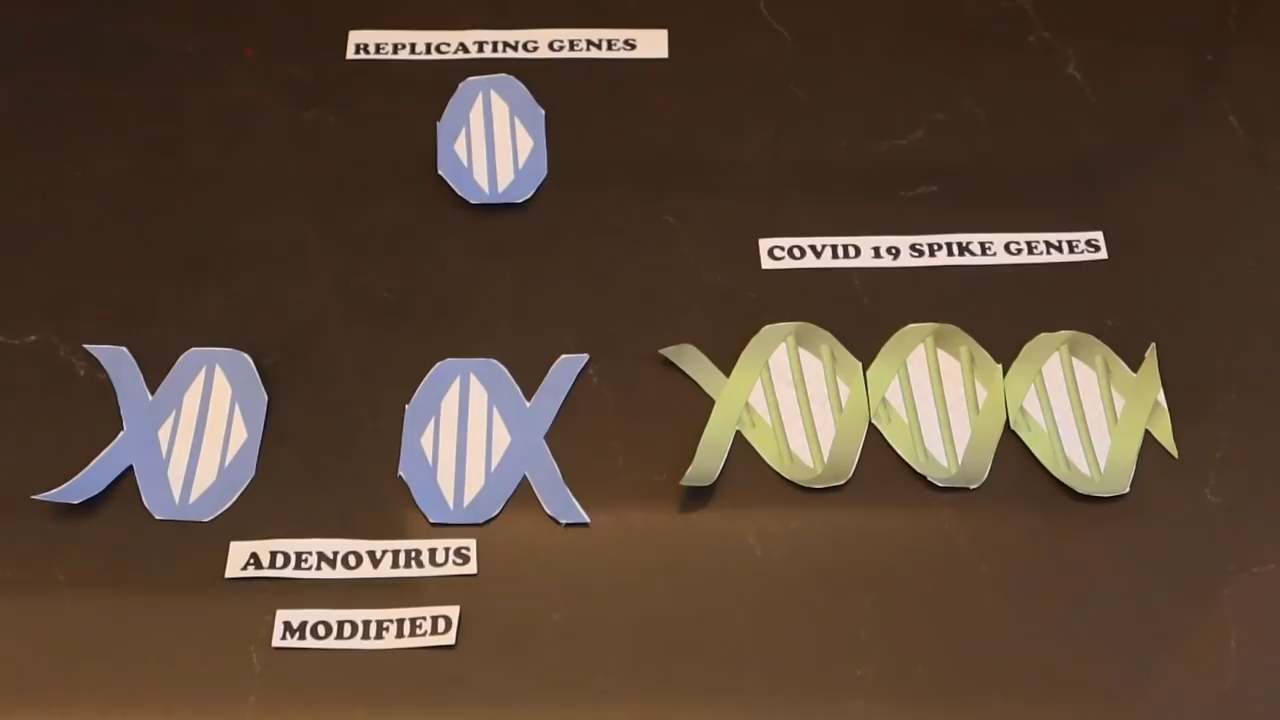 REPLICATING GENES
COVID 19 SPIKE GENES
ADENOVIRUS
MODIFIED